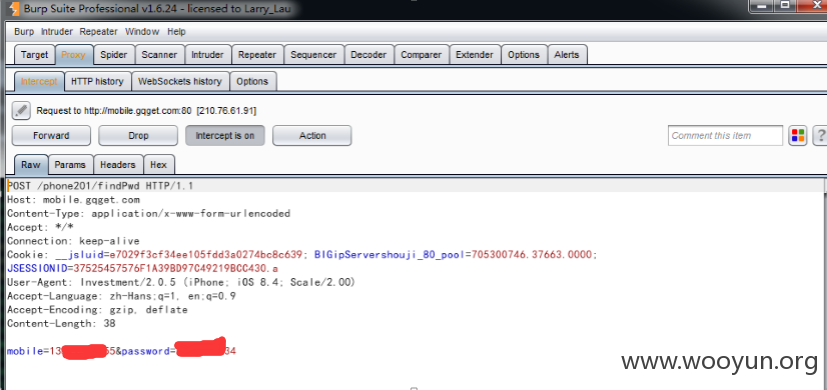 Burp Suite Professional v1.6.24 - licensed to Larry_Lau
Burp Intruder Repeater Window Help
Target Proxy Spider Scanner Intruder Repeater Sequencer Decoder Comparer Extender Options Alerts
Intercept HTTP history WebSockets history Options
Request to http://mobile.gqget.com:80 [210.76.61.91]
Forward Drop Intercept is on Action Comment this item ?
Raw Params Headers Hex
POST /phone201/findPwd HTTP/1.1
Host: mobile.gqget.com
Content-Type: application/x-www-form-urlencoded
Accept: */*
Connection: keep-alive
Cookie: __jsluid=e7029f3cf34ee105fdd3a0274bc8c639; BIGipServershouji_80_pool=705300746.37663.0000;
JSESSIONID=37525457576F1A39BD97C49219BCC430.a
User-Agent: Investment/2.0.5 (iPhone; iOS 8.4; Scale/2.00)
Accept-Language: zh-Hans;q=1, en;q=0.9
Accept-Encoding: gzip, deflate
Content-Length: 38
mobile=13 5&password= 34
www.wooyun.org